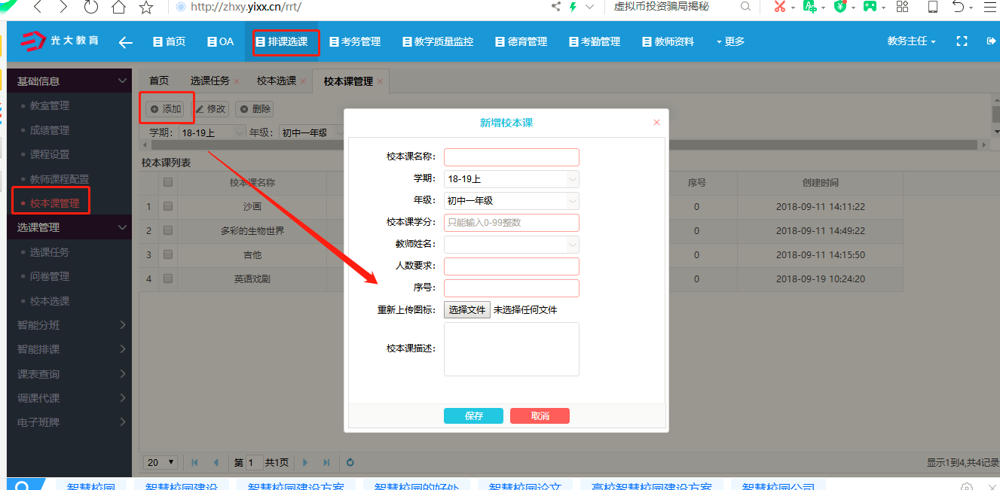 http://zhxy.yixx.cn/rrt/ 虚拟币投资骗局揭秘
光大教育 首页 OA 排课选课 考务管理 教学质量监控 德育管理 考勤管理 教师资料 更多 教务主任
基础信息
教室管理
成绩管理
课程设置
教师课程配置
校本课管理
选课管理
选课任务
问卷管理
校本选课
智能分班
智能排课
课表查询
调课代课
电子班牌
首页 选课任务 × 校本选课 × 校本课管理 ×
添加 修改 删除
学期： 18-19上 年级： 初中一年级
校本课列表
校本课名称 序号 创建时间
1 沙画 0 2018-09-11 14:11:22
2 多彩的生物世界 0 2018-09-11 14:49:22
3 吉他 0 2018-09-11 14:15:50
4 英语戏剧 0 2018-09-19 10:24:20
新增校本课 ×
校本课名称：
学期： 18-19上
年级： 初中一年级
校本课学分： 只能输入0-99整数
教师姓名：
人数要求：
序号：
重新上传图标： 选择文件 未选择任何文件
校本课描述：
保存 取消
20 第 1 共1页 显示1到4,共4记录
智慧校园 智慧校园建设 智慧校园建设方案 智慧校园的好处 智慧校园论文 高校智慧校园建设方案 智慧校园公司